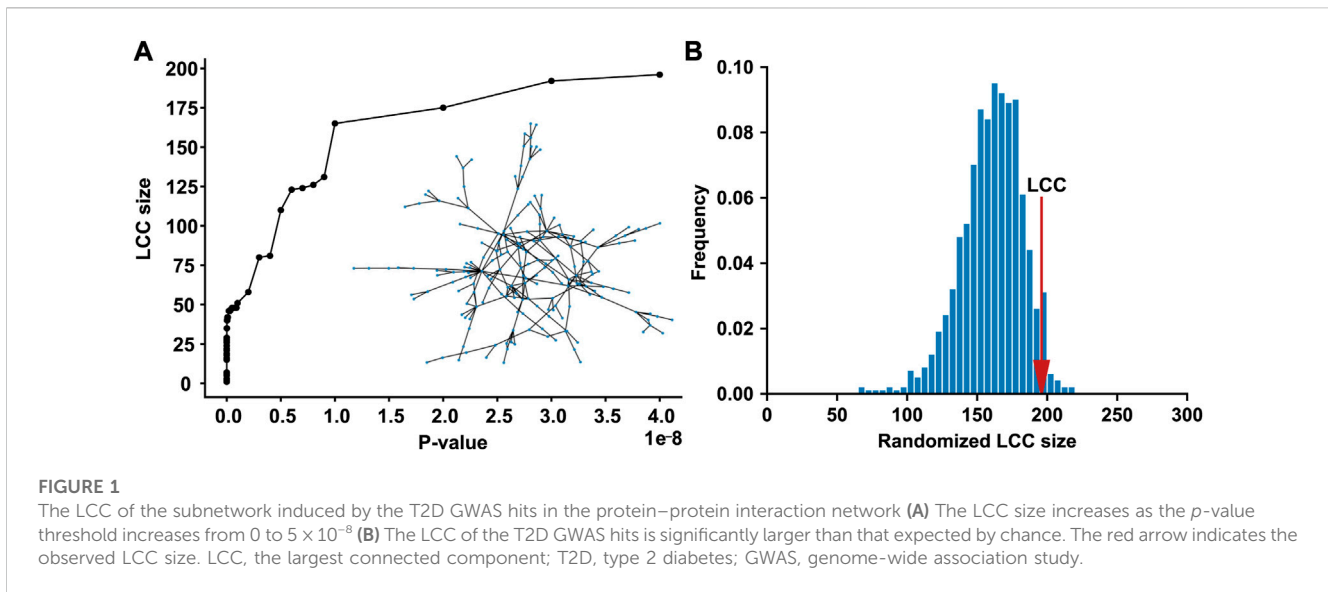 A
200
175
150
125
100
75
50
25
0
LCC size
0.0 0.5 1.0 1.5 2.0 2.5 3.0 3.5 4.0
1e-8
P-value
B
0.10
0.08
0.06
0.04
0.02
0.00
Frequency
LCC
0 50 100 150 200 250 300
Randomized LCC size
FIGURE 1
The LCC of the subnetwork induced by the T2D GWAS hits in the protein–protein interaction network (A) The LCC size increases as the p-value
threshold increases from 0 to 5 × 10⁻⁸ (B) The LCC of the T2D GWAS hits is significantly larger than that expected by chance. The red arrow indicates the
observed LCC size. LCC, the largest connected component; T2D, type 2 diabetes; GWAS, genome-wide association study.